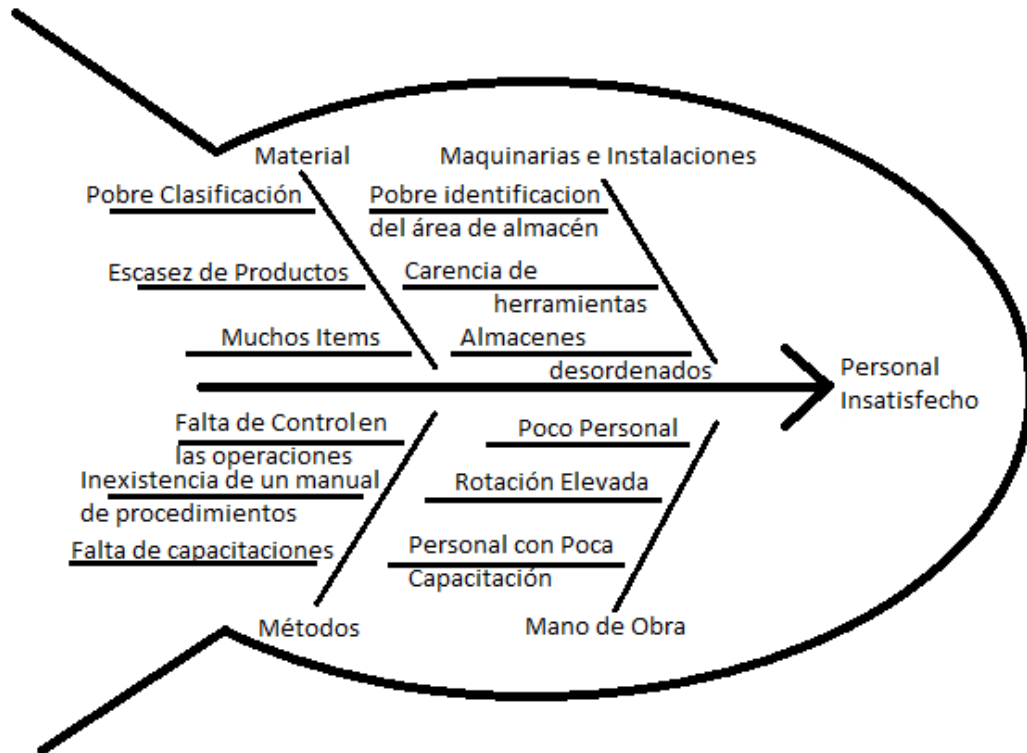 Material
Pobre Clasificación
Escasez de Productos
Muchos Items
Maquinarias e Instalaciones
Pobre identificacion
del área de almacén
Carencia de
herramientas
Almacenes
desordenados
Personal
Insatisfecho
Falta de Control en
las operaciones
Inexistencia de un manual
de procedimientos
Falta de capacitaciones
Métodos
Poco Personal
Rotación Elevada
Personal con Poca
Capacitación
Mano de Obra